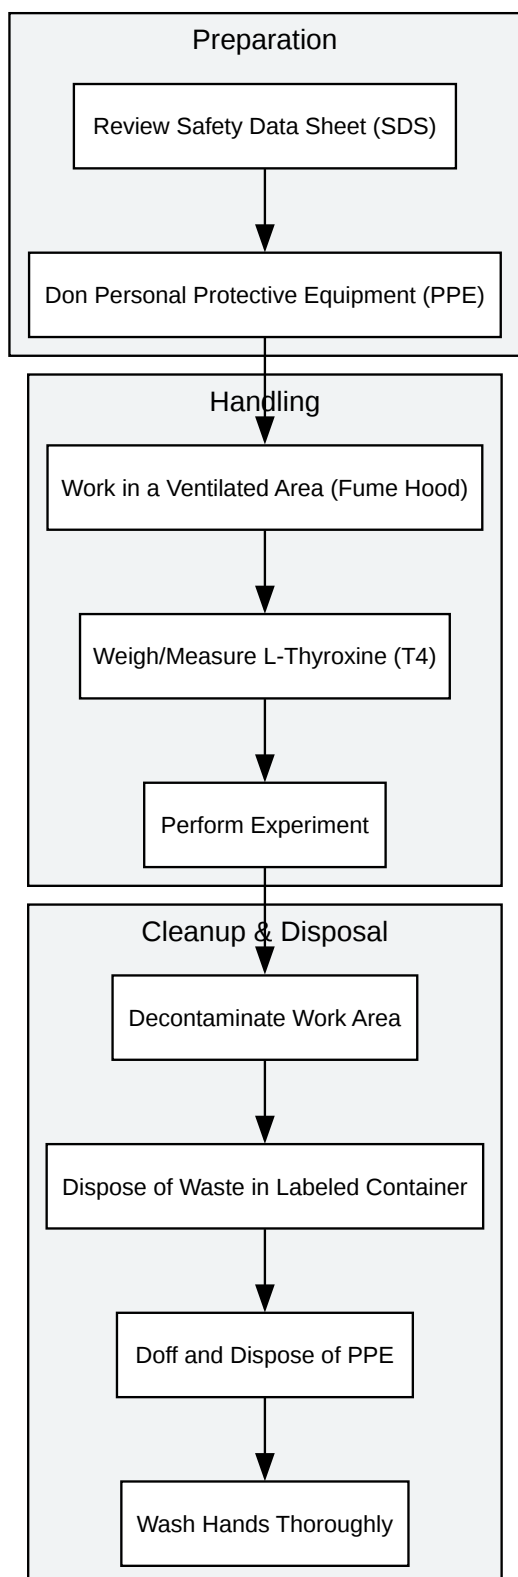 Preparation
Review Safety Data Sheet (SDS)
Don Personal Protective Equipment (PPE)
Handling
Work in a Ventilated Area (Fume Hood)
Weigh/Measure L-Thyroxine (T4)
Perform Experiment
Cleanup & Disposal
Decontaminate Work Area
Dispose of Waste in Labeled Container
Doff and Dispose of PPE
Wash Hands Thoroughly